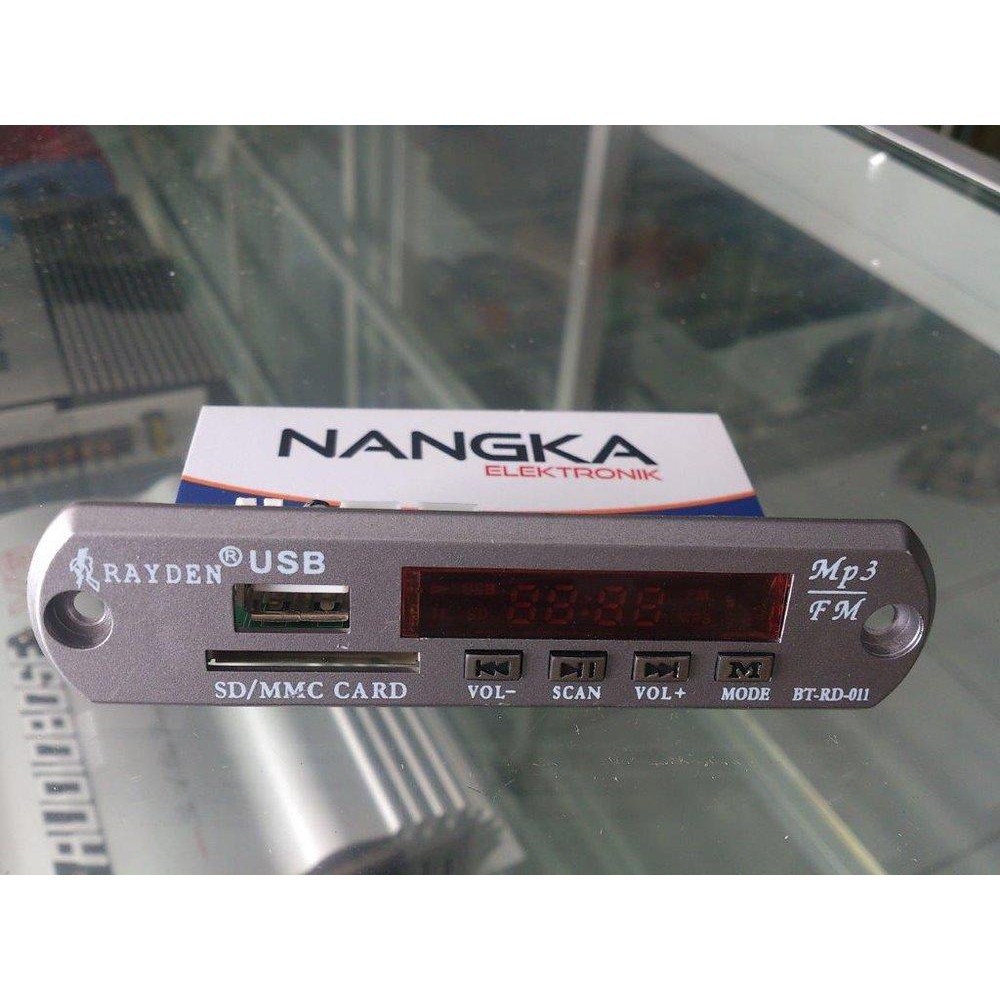 NANGKA
ELEKTRONIK
RAYDEN® USB
Mp3
FM
SD/MMC CARD
VOL-
SCAN
VOL+
M
MODE
BT-RD-011